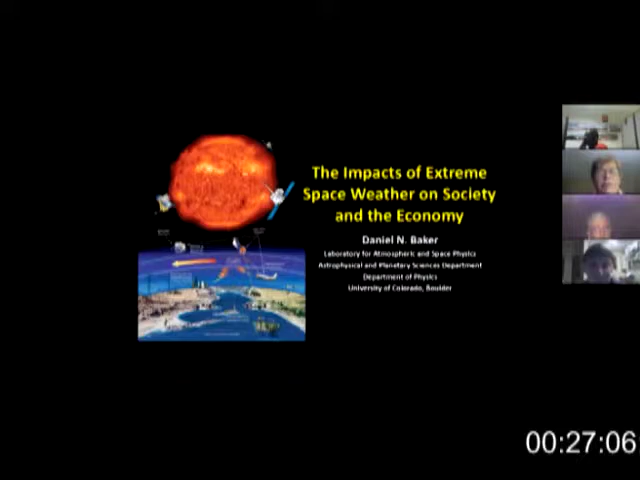 The Impacts of Extreme
Space Weather on Society
and the Economy
Daniel N. Baker
Laboratory for Atmospheric and Space Physics
Astrophysical and Planetary Sciences Department
Department of Physics
University of Colorado, Boulder
00:27:06